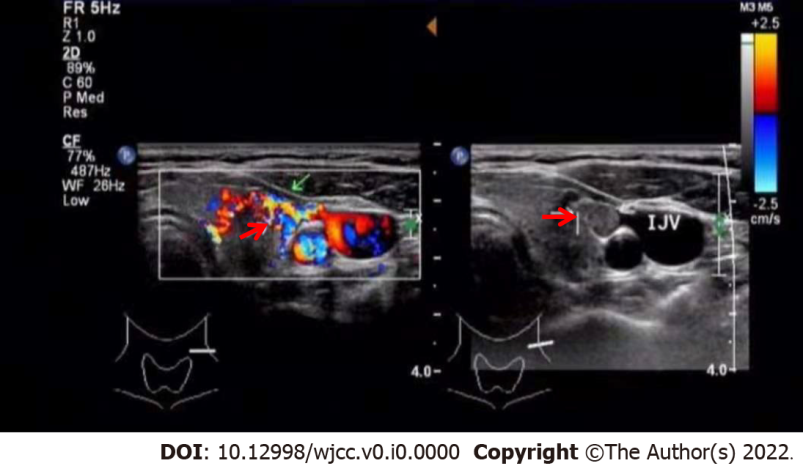 FR 5Hz
R1
Z 1.0
2D
89%
C 60
P Med
Res
CF
77%
487Hz
WF 26Hz
Low
M3 M5
+2.5
-2.5
cm/s
P
P
IJV
4.0
4.0
DOI: 10.12998/wjcc.v0.i0.0000 Copyright ©The Author(s) 2022.